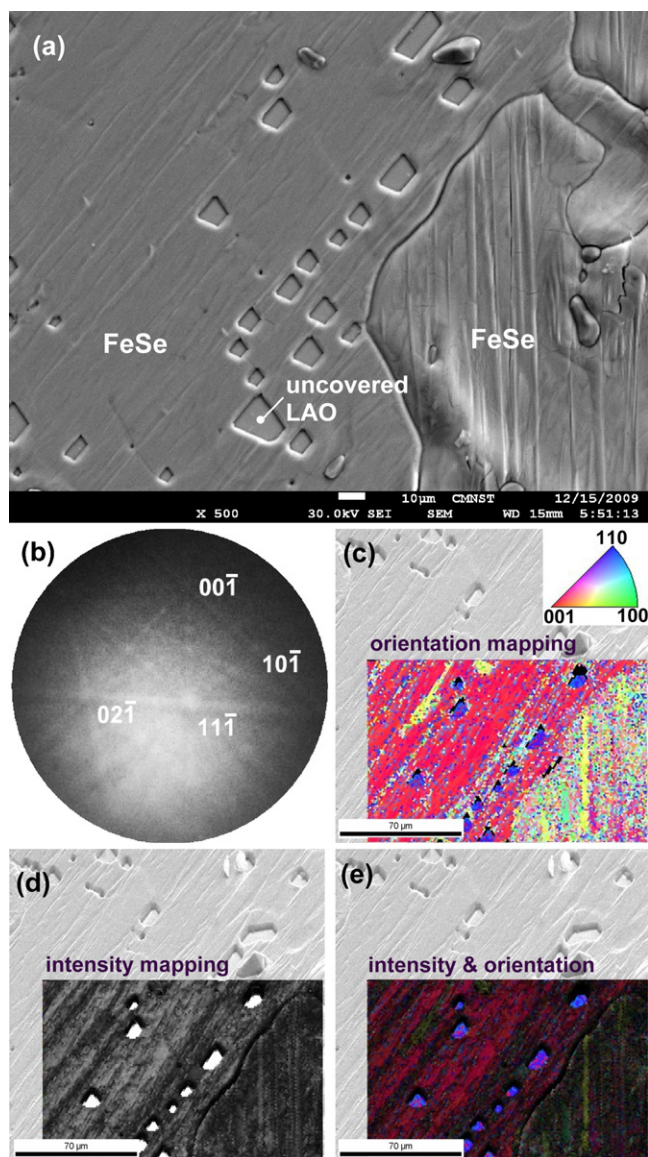 (a)
FeSe
FeSe
uncovered
LAO
10µm CMNST 12/15/2009
X 500 30.0kV SEI SEM WD 15mm 5:51:13
(b)
001̅
101̅
021̅
111̅
(c)
110
001 100
orientation mapping
70 µm
(d)
intensity mapping
70 µm
(e)
intensity & orientation
70 µm